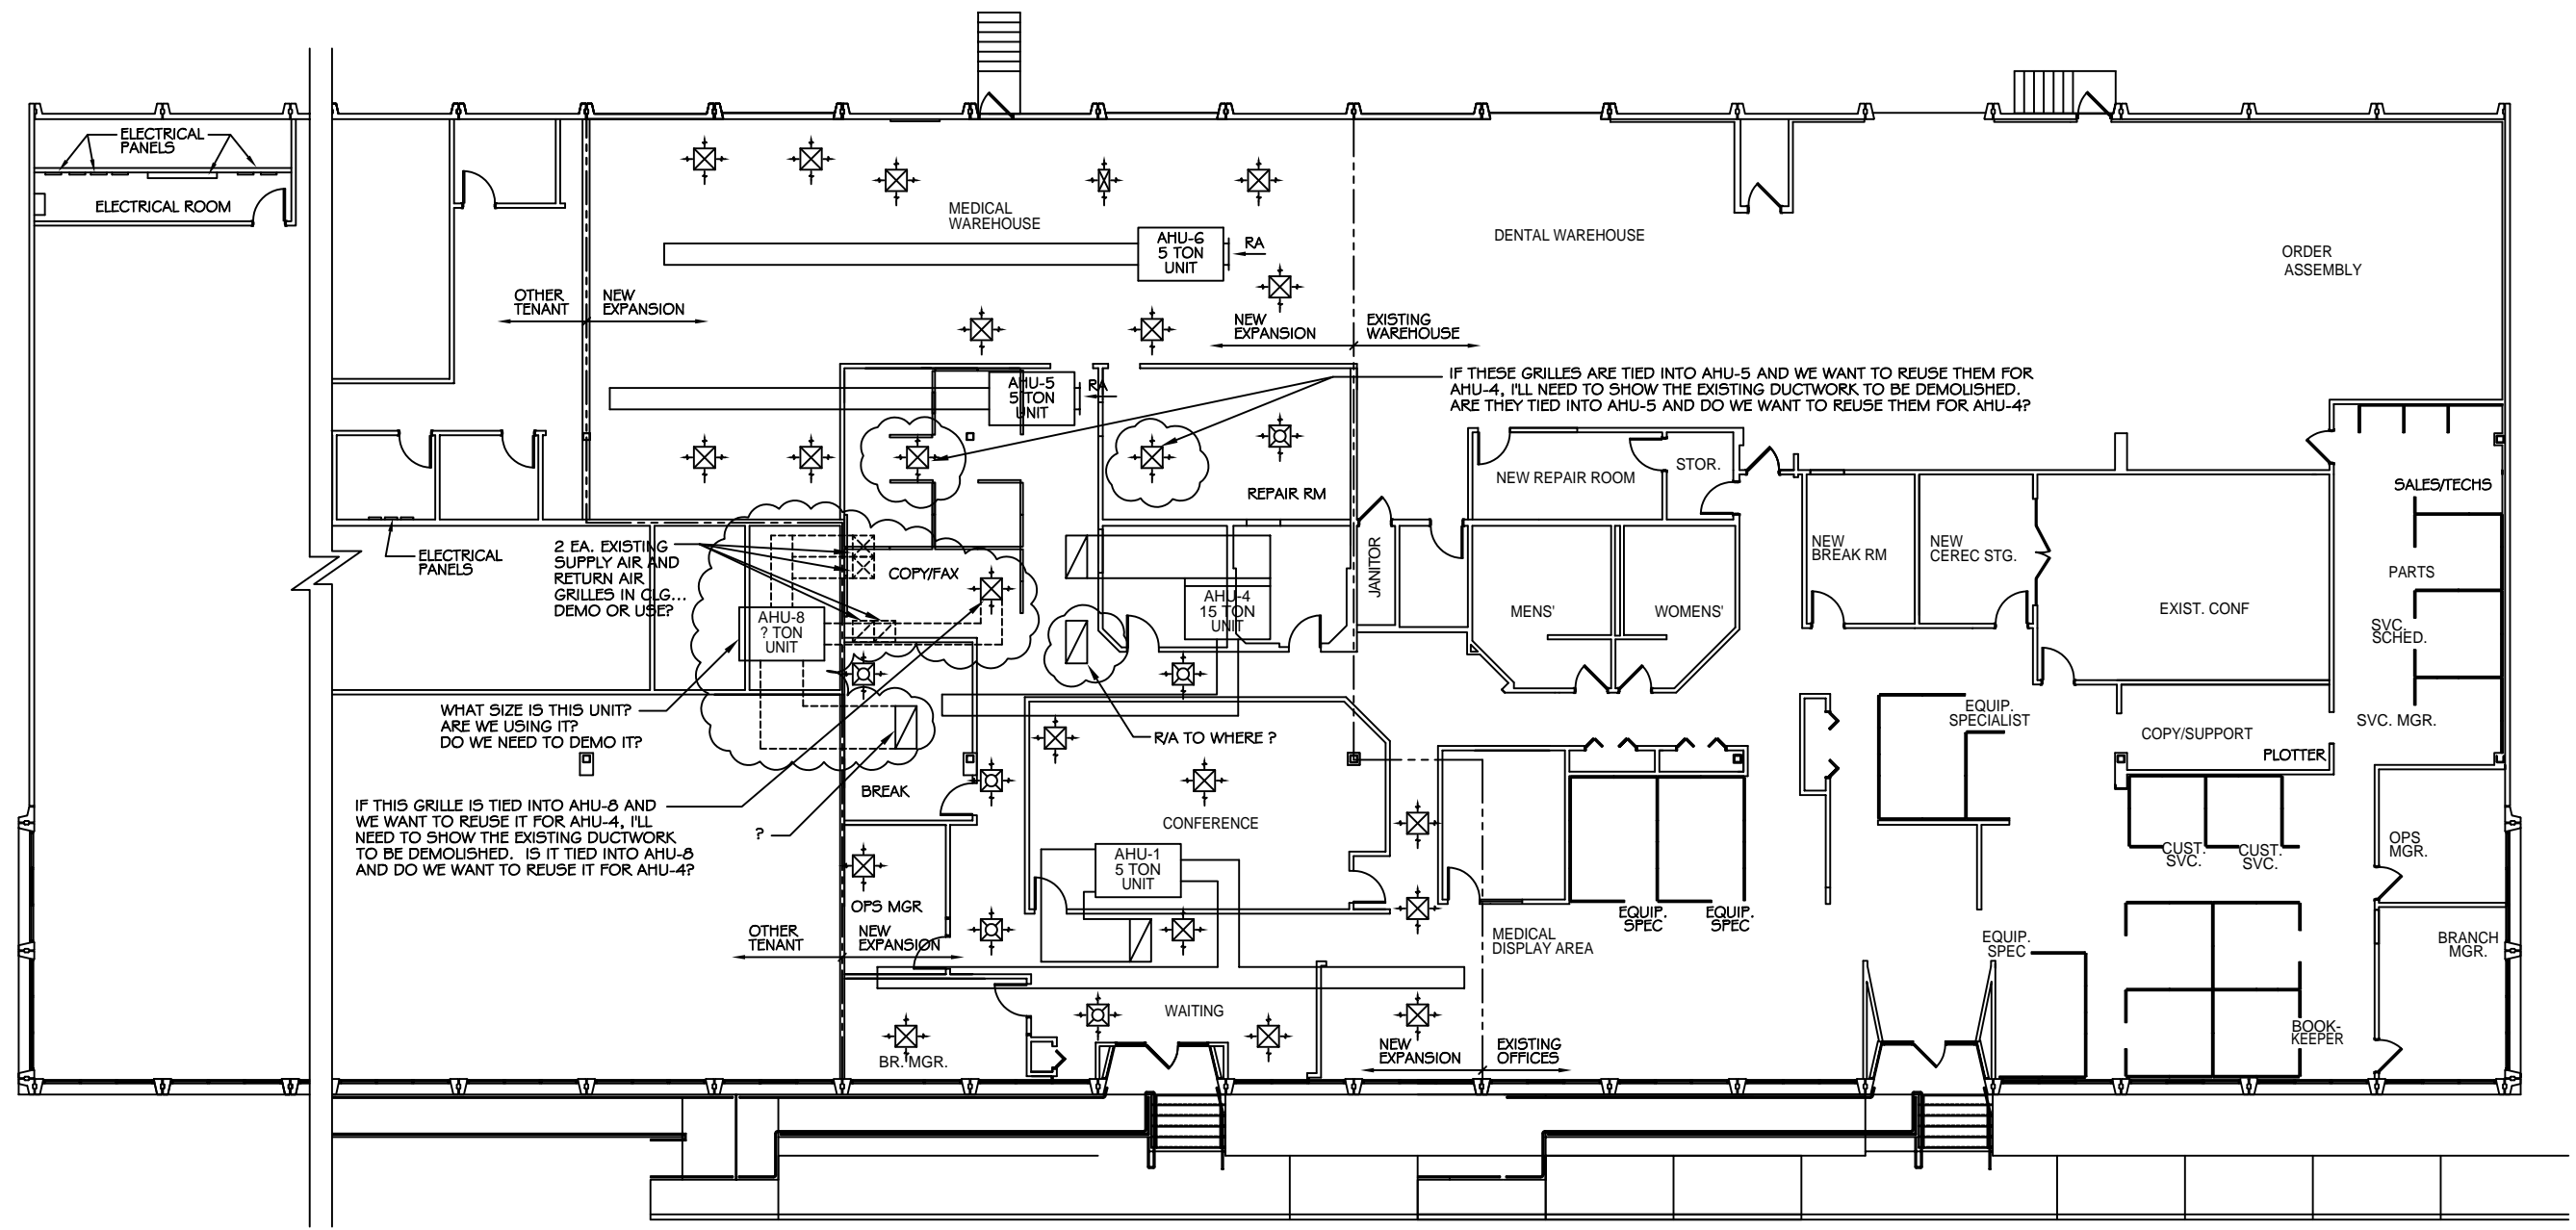 ELECTRICAL
PANELS
ELECTRICAL ROOM
MEDICAL
WAREHOUSE
AHU-6
5 TON
UNIT
RA
DENTAL WAREHOUSE
ORDER
ASSEMBLY
OTHER
TENANT
NEW
EXPANSION
NEW
EXPANSION
EXISTING
WAREHOUSE
AHU-5
5 TON
UNIT
RA
IF THESE GRILLES ARE TIED INTO AHU-5 AND WE WANT TO REUSE THEM FOR
AHU-4, I'LL NEED TO SHOW THE EXISTING DUCTWORK TO BE DEMOLISHED.
ARE THEY TIED INTO AHU-5 AND DO WE WANT TO REUSE THEM FOR AHU-4?
REPAIR RM
NEW REPAIR ROOM
STOR.
SALES/TECHS
ELECTRICAL
PANELS
2 EA. EXISTING
SUPPLY AIR AND
RETURN AIR
GRILLES IN CLG...
DEMO OR USE?
COPY/FAX
AHU-8
? TON
UNIT
AHU-4
15 TON
UNIT
JANITOR
MENS'
WOMENS'
NEW
BREAK RM
NEW
CEREC STG.
EXIST. CONF
PARTS
SVC.
SCHED.
SVC. MGR.
WHAT SIZE IS THIS UNIT?
ARE WE USING IT?
DO WE NEED TO DEMO IT?
R/A TO WHERE ?
EQUIP.
SPECIALIST
COPY/SUPPORT
PLOTTER
IF THIS GRILLE IS TIED INTO AHU-8 AND
WE WANT TO REUSE IT FOR AHU-4, I'LL
NEED TO SHOW THE EXISTING DUCTWORK
TO BE DEMOLISHED. IS IT TIED INTO AHU-8
AND DO WE WANT TO REUSE IT FOR AHU-4?
?
BREAK
CONFERENCE
AHU-1
5 TON
UNIT
OPS MGR
CUST.
SVC.
CUST.
SVC.
OPS
MGR.
EQUIP.
SPEC
EQUIP.
SPEC
OTHER
TENANT
NEW
EXPANSION
MEDICAL
DISPLAY AREA
EQUIP.
SPEC
BRANCH
MGR.
WAITING
BR. MGR.
NEW
EXPANSION
EXISTING
OFFICES
BOOK-
KEEPER